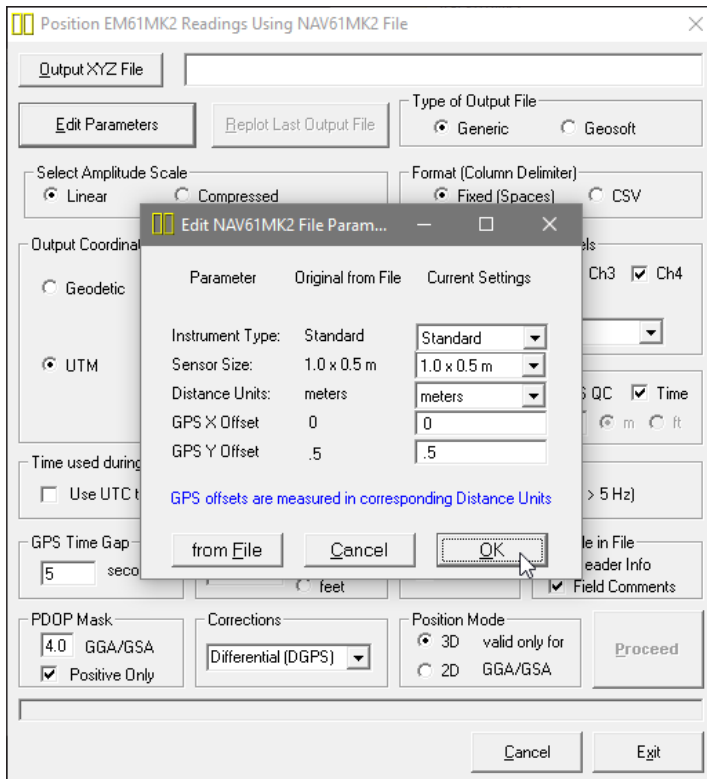 Position EM61MK2 Readings Using NAV61MK2 File
Output XYZ File
Edit Parameters
Replot Last Output File
Type of Output File
Generic
Geosoft
Select Amplitude Scale
Linear
Compressed
Format (Column Delimiter)
Fixed (Spaces)
CSV
Edit NAV61MK2 File Param...
Parameter Original from File Current Settings
Instrument Type: Standard Standard
Sensor Size: 1.0 x 0.5 m 1.0 x 0.5 m
Distance Units: meters meters
GPS X Offset 0 0
GPS Y Offset .5 .5
GPS offsets are measured in corresponding Distance Units
from File
Cancel
OK
Geodetic
UTM
Ch3
Ch4
QC
Time
m
ft
Time used during
Use UTC
> 5 Hz)
GPS Time Gap
5
feet
in File
Info
Field Comments
PDOP Mask
4.0 GGA/GSA
Positive Only
Corrections
Differential (DGPS)
Position Mode
3D valid only for
2D GGA/GSA
Proceed
Cancel
Exit